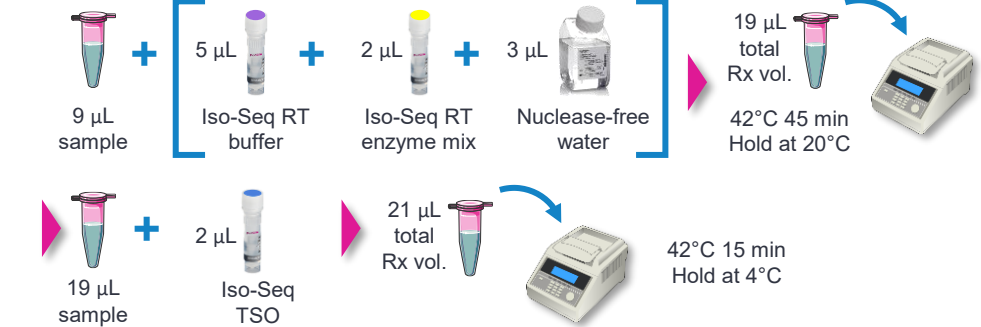 9 µL
sample
5 µL
Iso-Seq RT
buffer
2 µL
Iso-Seq RT
enzyme mix
3 µL
Nuclease-free
water
19 µL
total
Rx vol.
42°C 45 min
Hold at 20°C
19 µL
sample
2 µL
Iso-Seq
TSO
21 µL
total
Rx vol.
42°C 15 min
Hold at 4°C